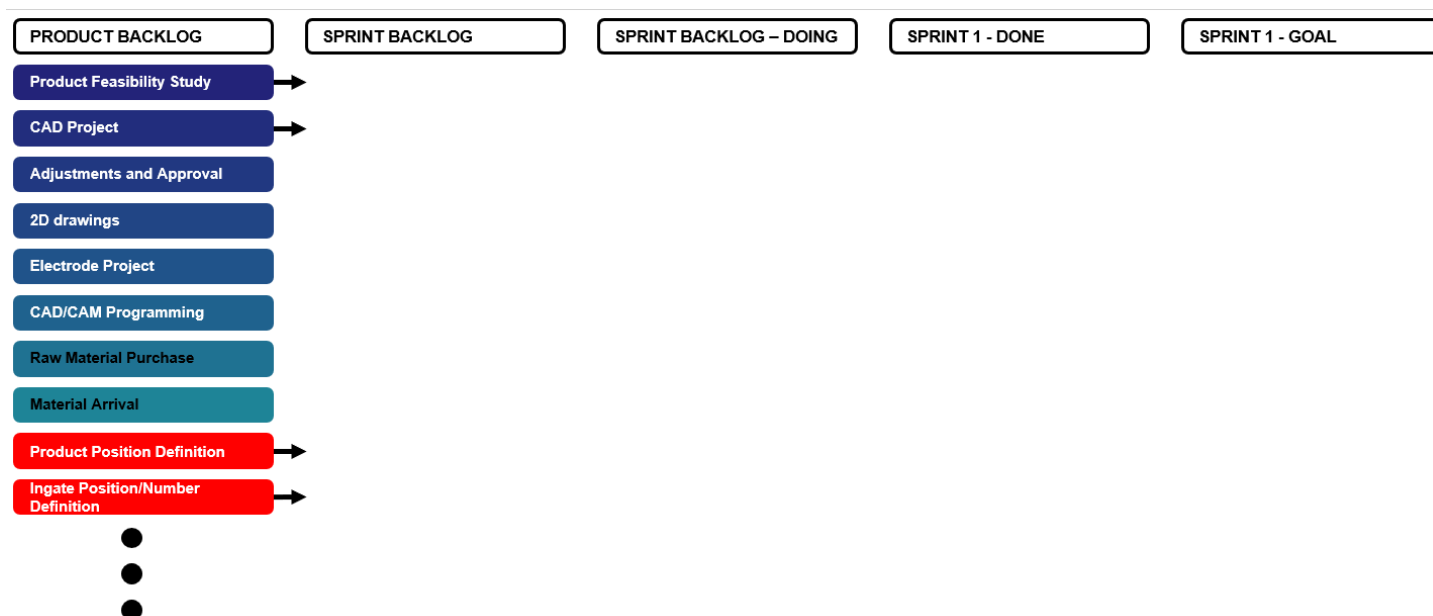 PRODUCT BACKLOG
SPRINT BACKLOG
SPRINT BACKLOG – DOING
SPRINT 1 - DONE
SPRINT 1 - GOAL
Product Feasibility Study
CAD Project
Adjustments and Approval
2D drawings
Electrode Project
CAD/CAM Programming
Raw Material Purchase
Material Arrival
Product Position Definition
Ingate Position/Number
Definition